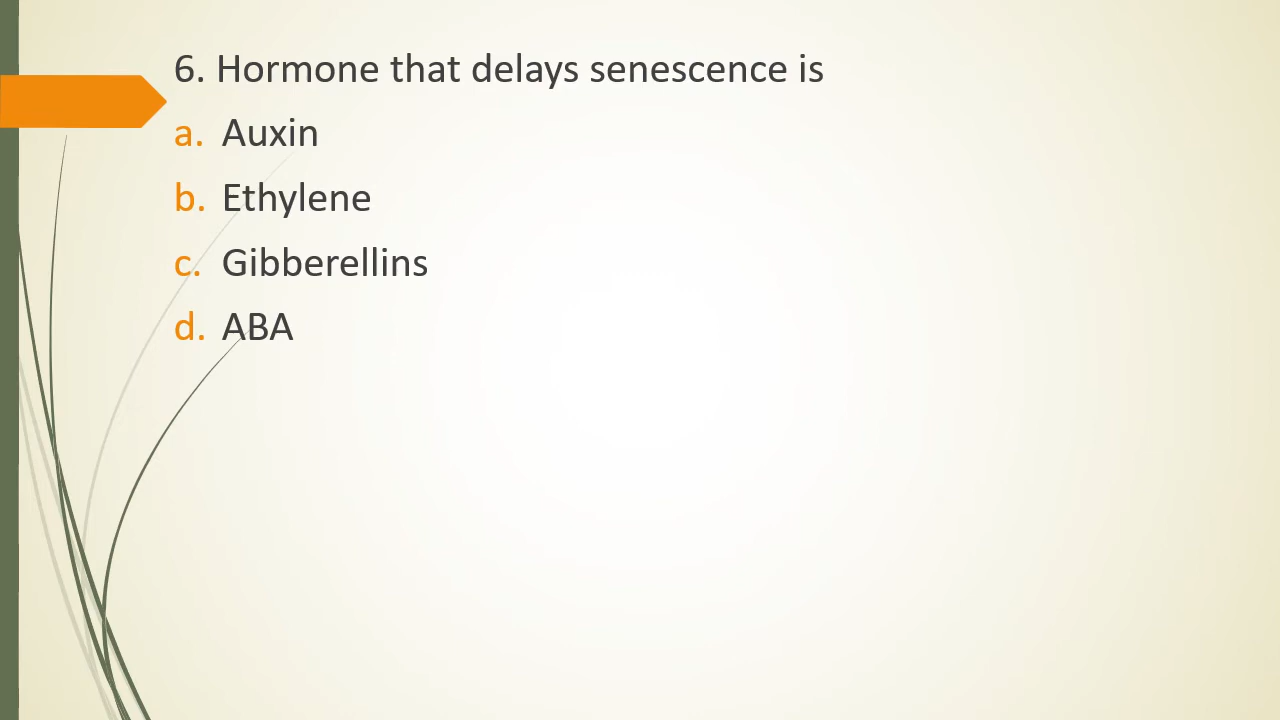 6. Hormone that delays senescence is
a. Auxin
b. Ethylene
c. Gibberellins
d. ABA